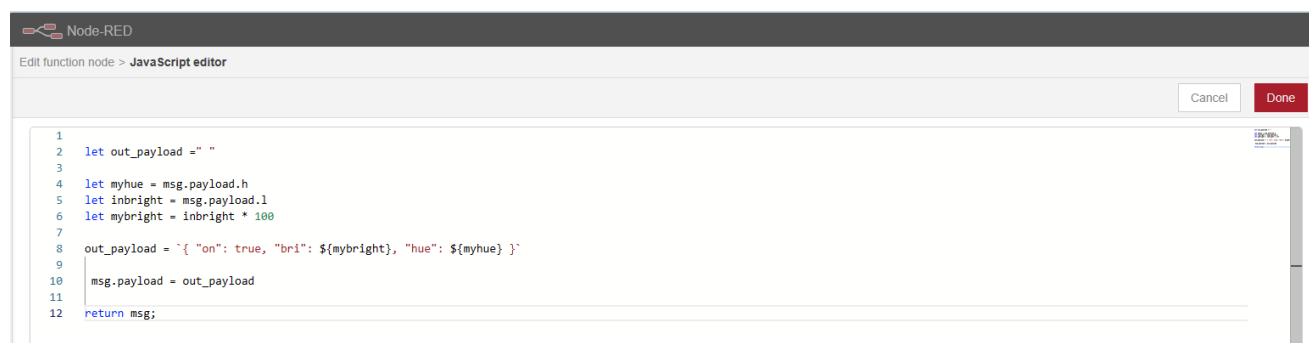 Node-RED
Edit function node > JavaScript editor
Cancel Done
1
2 let out_payload =" "
3
4 let myhue = msg.payload.h
5 let inbright = msg.payload.l
6 let mybright = inbright * 100
7
8 out_payload = `{ "on": true, "bri": ${mybright}, "hue": ${myhue} }`
9
10 msg.payload = out_payload
11
12 return msg;